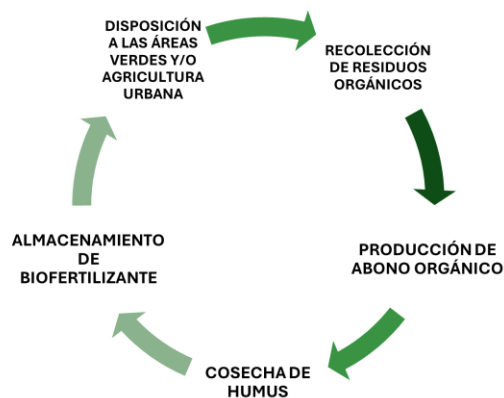 DISPOSICIÓN
A LAS ÁREAS
VERDES Y/O
AGRICULTURA
URBANA
RECOLECCIÓN
DE RESIDUOS
ORGÁNICOS
PRODUCCIÓN DE
ABONO ORGÁNICO
COSECHA DE
HUMUS
ALMACENAMIENTO
DE
BIOFERTILIZANTE